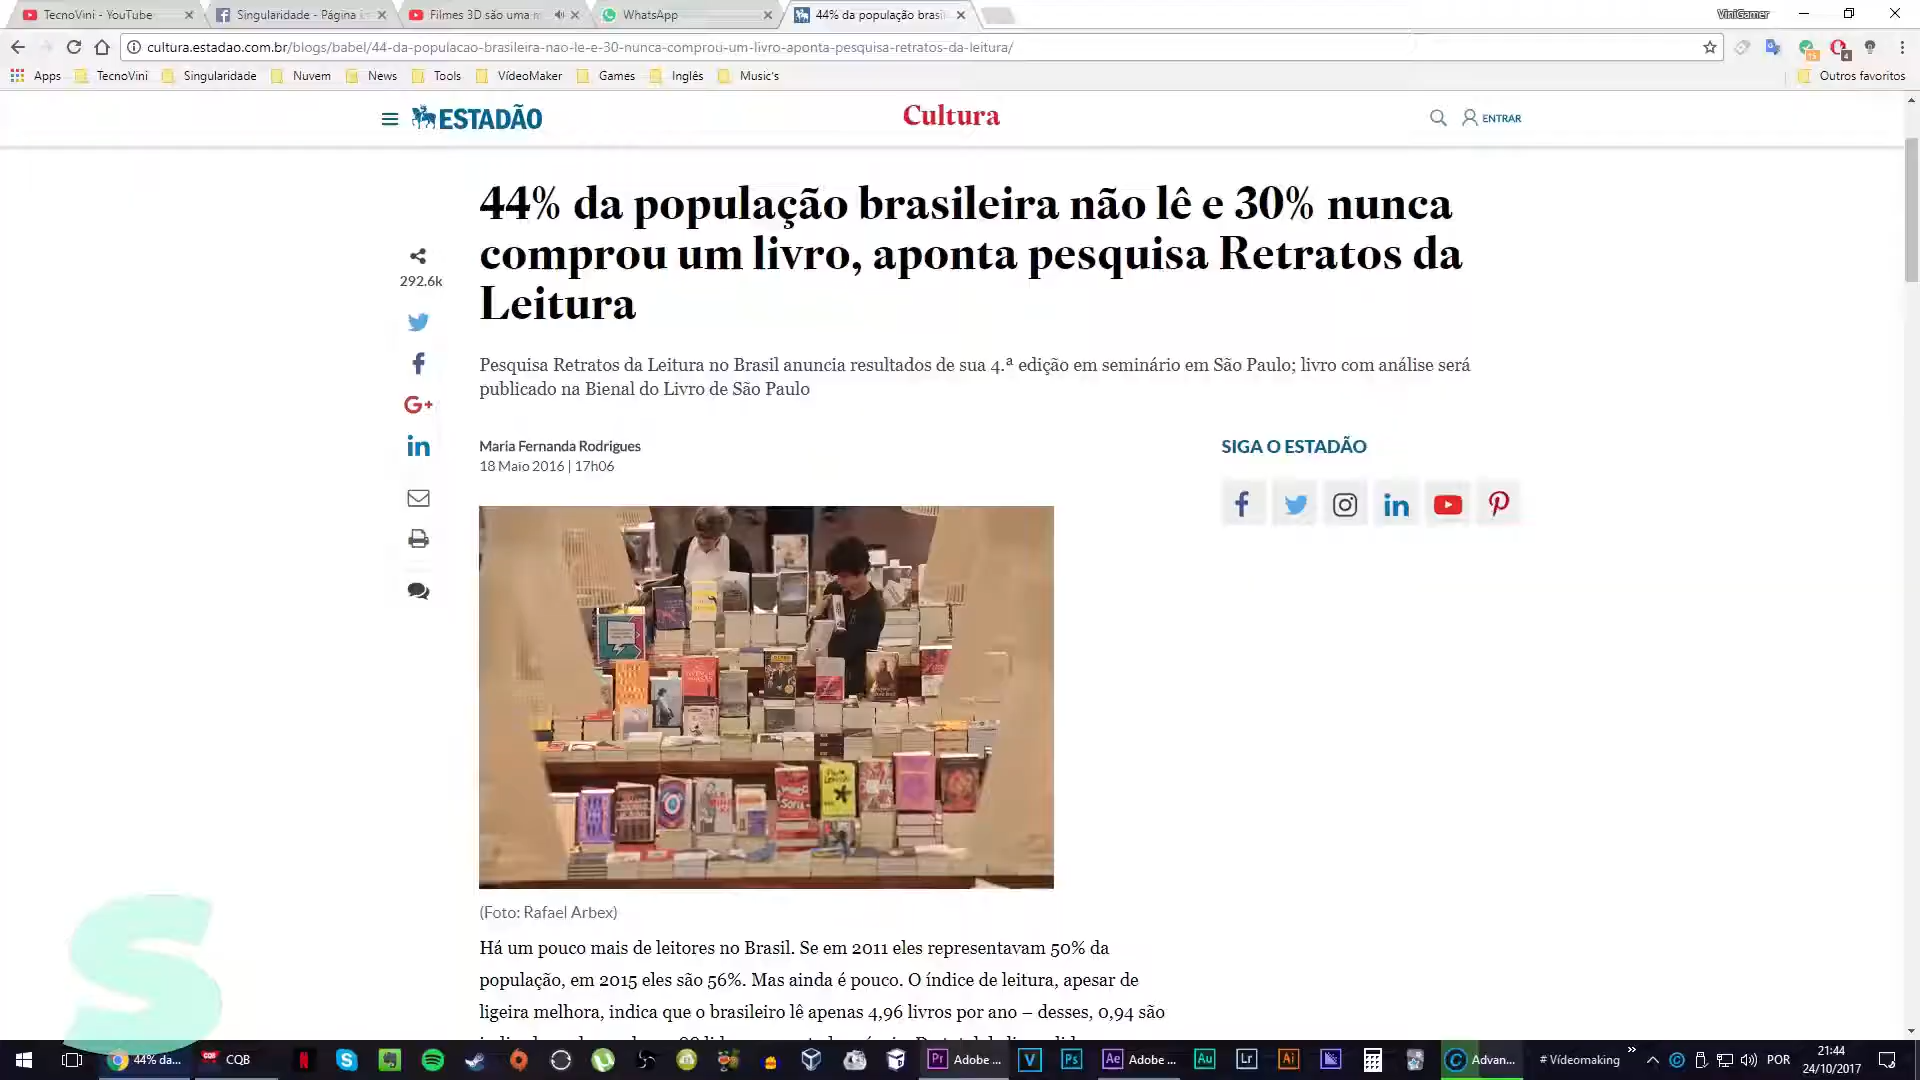 TecnoVini - YouTube
Singularidade - Página
Filmes 3D são uma
WhatsApp
44% da população brasil
ViniGamer
cultura.estadao.com.br/blogs/babel/44-da-populacao-brasileira-nao-le-e-30-nunca-comprou-um-livro-aponta-pesquisa-retratos-da-leitura/
Apps TecnoVini Singularidade Nuvem News Tools VídeoMaker Games Inglês Music's Outros favoritos
ESTADÃO
Cultura
ENTRAR
44% da população brasileira não lê e 30% nunca
comprou um livro, aponta pesquisa Retratos da
Leitura
292.6k
Pesquisa Retratos da Leitura no Brasil anuncia resultados de sua 4.ª edição em seminário em São Paulo; livro com análise será
publicado na Bienal do Livro de São Paulo
Maria Fernanda Rodrigues
18 Maio 2016 | 17h06
SIGA O ESTADÃO
(Foto: Rafael Arbex)
Há um pouco mais de leitores no Brasil. Se em 2011 eles representavam 50% da
população, em 2015 eles são 56%. Mas ainda é pouco. O índice de leitura, apesar de
ligeira melhora, indica que o brasileiro lê apenas 4,96 livros por ano – desses, 0,94 são
S
44% da...
CQB
Adobe ...
Adobe ...
Advan...
# Vídeomaking
POR
21:44
24/10/2017